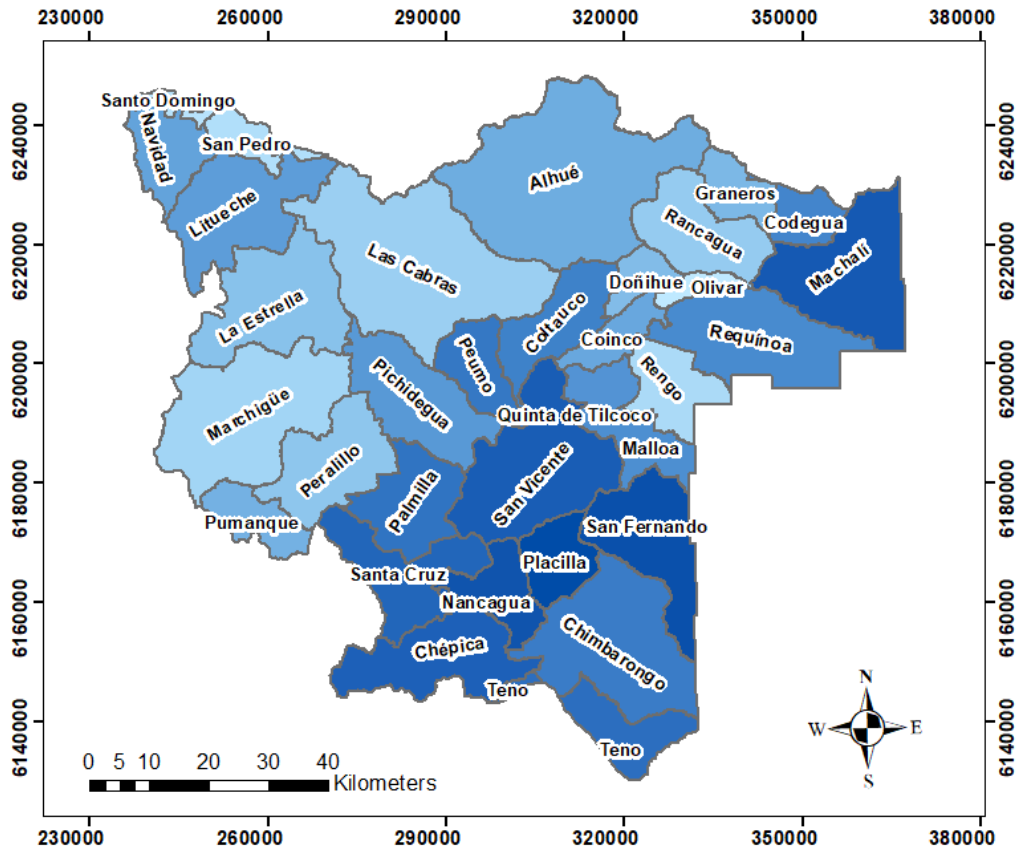 230000 260000 290000 320000 350000 380000
6240000 6240000
6220000 6220000
6200000 6200000
6180000 6180000
6160000 6160000
6140000 6140000
Santo Domingo
Navidad
San Pedro
Litueche
Alhué
Graneros
Rancagua
Codegua
Machalí
Las Cabras
La Estrella
Doñihue
Olivar
Coltauco
Coinco
Requínoa
Peumo
Rengo
Pichidegua
Marchigüe
Quinta de Tilcoco
Malloa
Peralillo
Palmilla
San Vicente
Pumanque
San Fernando
Placilla
Santa Cruz
Nancagua
Chépica
Chimbarongo
Teno
Teno
N
W E
S
0 5 10 20 30 40
Kilometers
230000 260000 290000 320000 350000 380000